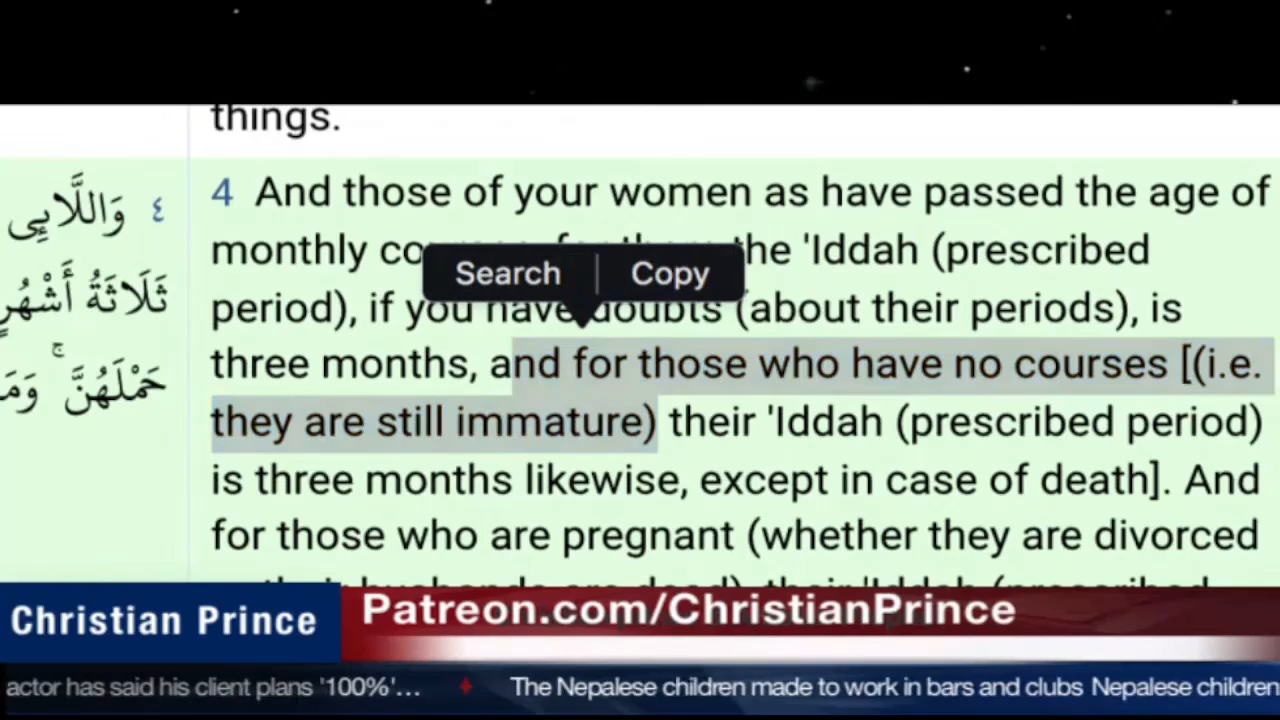 things.
4 And those of your women as have passed the age of
monthly the 'Iddah (prescribed
Search Copy
period), if you have doubts (about their periods), is
three months, and for those who have no courses [(i.e.
they are still immature) their 'Iddah (prescribed period)
is three months likewise, except in case of death]. And
for those who are pregnant (whether they are divorced
٤ وَاللَّائِي
ثَلَاثَةُ أَشْهُرٍ
حَمْلَهُنَّ ۚ
Christian Prince
Patreon.com/ChristianPrince
actor has said his client plans '100%'... The Nepalese children made to work in bars and clubs Nepalese children